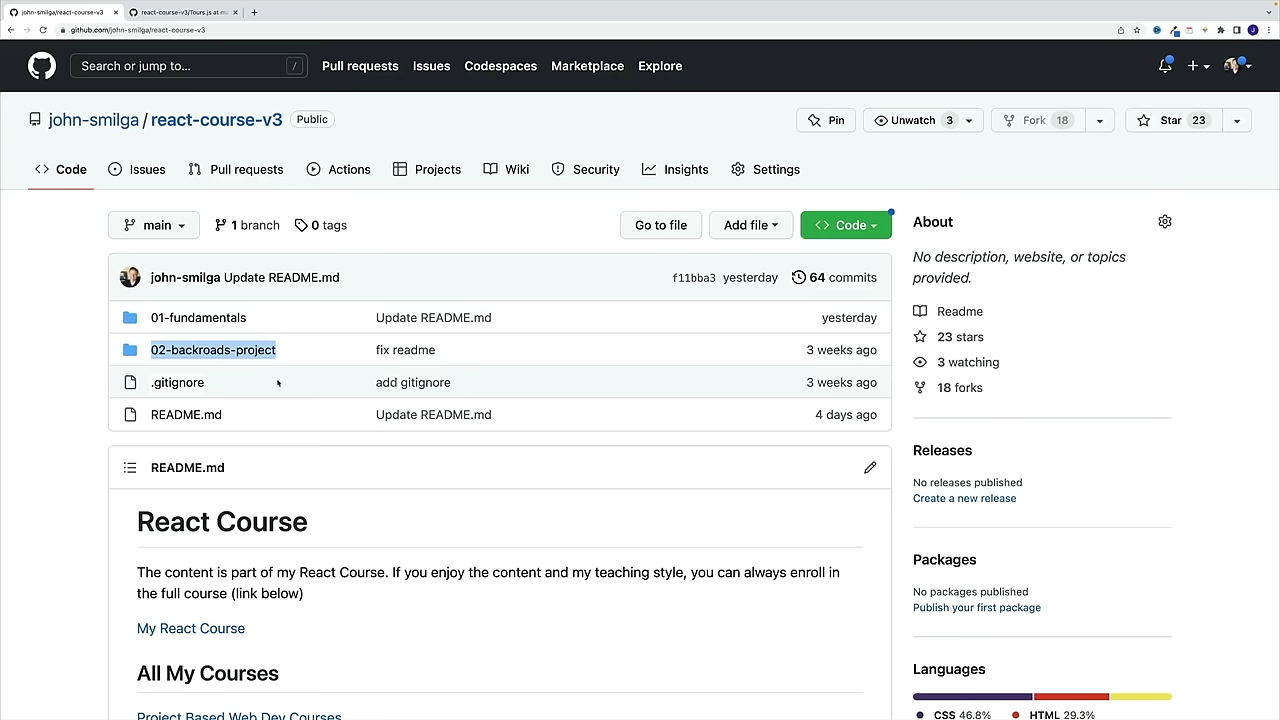 john-smilga/react-course-v3
react-course-v3/Tours.js at m
github.com/john-smilga/react-course-v3
J
Search or jump to...
/
Pull requests
Issues
Codespaces
Marketplace
Explore
john-smilga / react-course-v3
Public
Pin
Unwatch 3
Fork 18
Star 23
Code
Issues
Pull requests
Actions
Projects
Wiki
Security
Insights
Settings
main
1 branch
0 tags
Go to file
Add file
Code
john-smilga Update README.md
f11bba3 yesterday
64 commits
01-fundamentals Update README.md yesterday
02-backroads-project fix readme 3 weeks ago
.gitignore add gitignore 3 weeks ago
README.md Update README.md 4 days ago
README.md
React Course
The content is part of my React Course. If you enjoy the content and my teaching style, you can always enroll in
the full course (link below)
My React Course
All My Courses
Project Based Web Dev Courses
About
No description, website, or topics
provided.
Readme
23 stars
3 watching
18 forks
Releases
No releases published
Create a new release
Packages
No packages published
Publish your first package
Languages
CSS 46.8%
HTML 29.3%